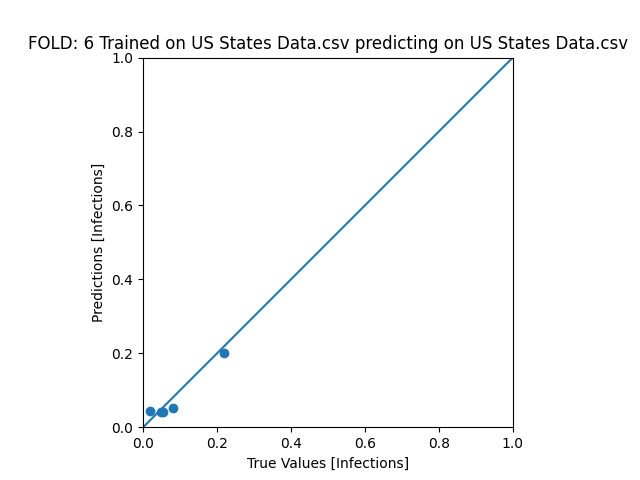 FOLD: 6 Trained on US States Data.csv predicting on US States Data.csv
1.0
0.8
0.6
0.4
0.2
0.0
Predictions [Infections]
0.0 0.2 0.4 0.6 0.8 1.0
True Values [Infections]